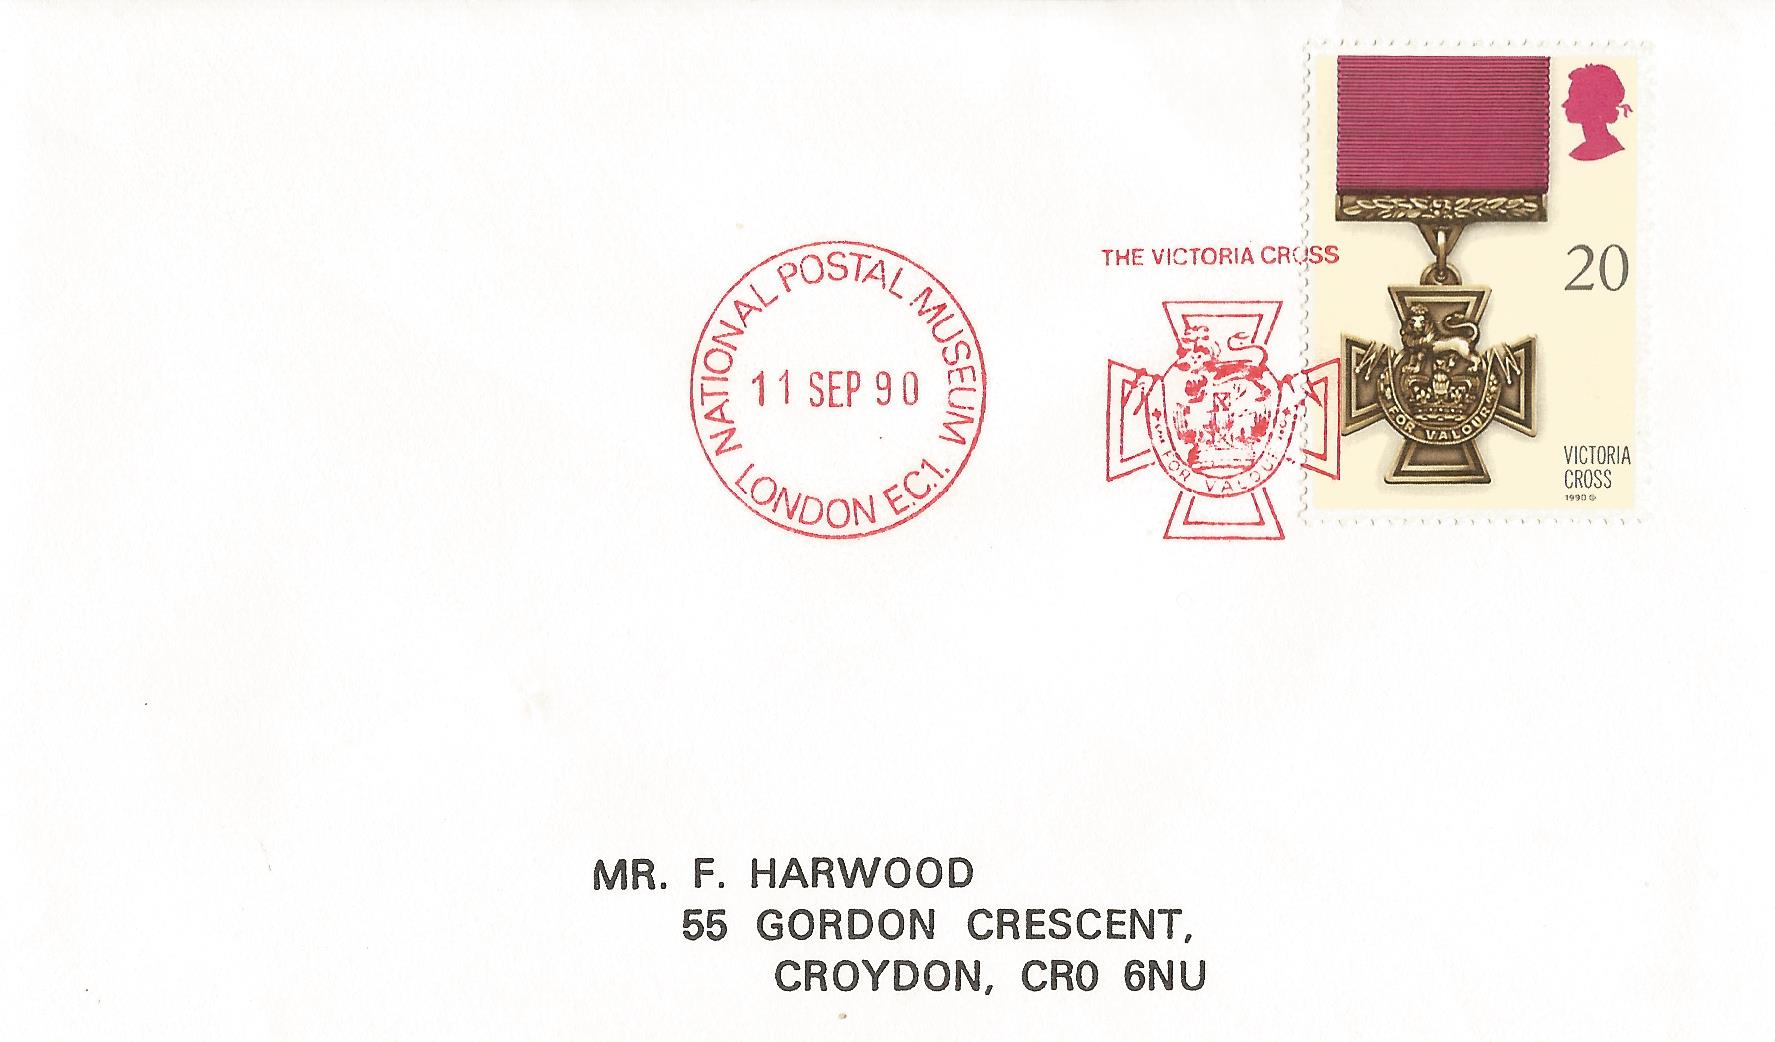 NATIONAL POSTAL MUSEUM
11 SEP 90
LONDON E.C.1.
THE VICTORIA CROSS
FOR VALOUR
20
FOR VALOUR
VICTORIA
CROSS
1990
MR. F. HARWOOD
55 GORDON CRESCENT,
CROYDON, CR0 6NU